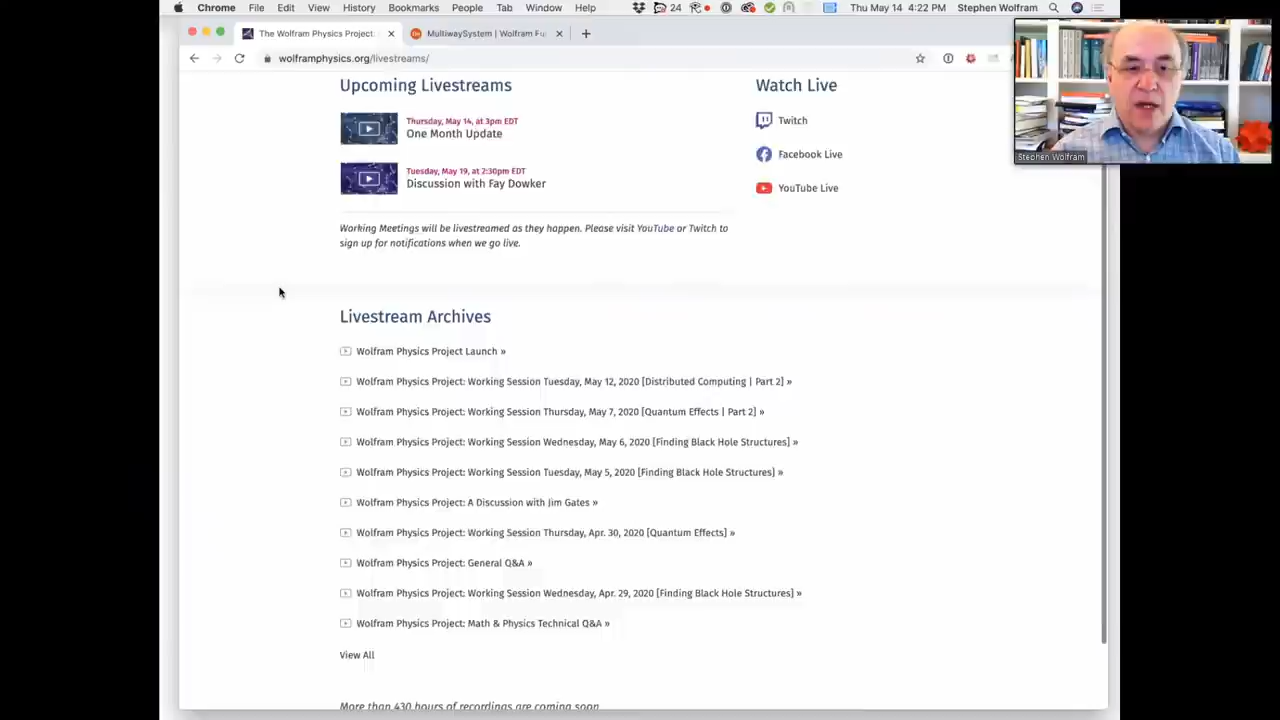 Chrome File Edit View History Bookmarks People Tab Window Help 24 Thu May 14 4:22 PM Stephen Wolfram
The Wolfram Physics Project: MultiwaySystem | Wolfram Fu
wolframphysics.org/livestreams/
Stephen Wolfram
Upcoming Livestreams
Thursday, May 14, at 3pm EDT
One Month Update
Tuesday, May 19, at 2:30pm EDT
Discussion with Fay Dowker
Working Meetings will be livestreamed as they happen. Please visit YouTube or Twitch to
sign up for notifications when we go live.
Watch Live
Twitch
Facebook Live
YouTube Live
Livestream Archives
Wolfram Physics Project Launch »
Wolfram Physics Project: Working Session Tuesday, May 12, 2020 [Distributed Computing | Part 2] »
Wolfram Physics Project: Working Session Thursday, May 7, 2020 [Quantum Effects | Part 2] »
Wolfram Physics Project: Working Session Wednesday, May 6, 2020 [Finding Black Hole Structures] »
Wolfram Physics Project: Working Session Tuesday, May 5, 2020 [Finding Black Hole Structures] »
Wolfram Physics Project: A Discussion with Jim Gates »
Wolfram Physics Project: Working Session Thursday, Apr. 30, 2020 [Quantum Effects] »
Wolfram Physics Project: General Q&A »
Wolfram Physics Project: Working Session Wednesday, Apr. 29, 2020 [Finding Black Hole Structures] »
Wolfram Physics Project: Math & Physics Technical Q&A »
View All
More than 430 hours of recordings are coming soon